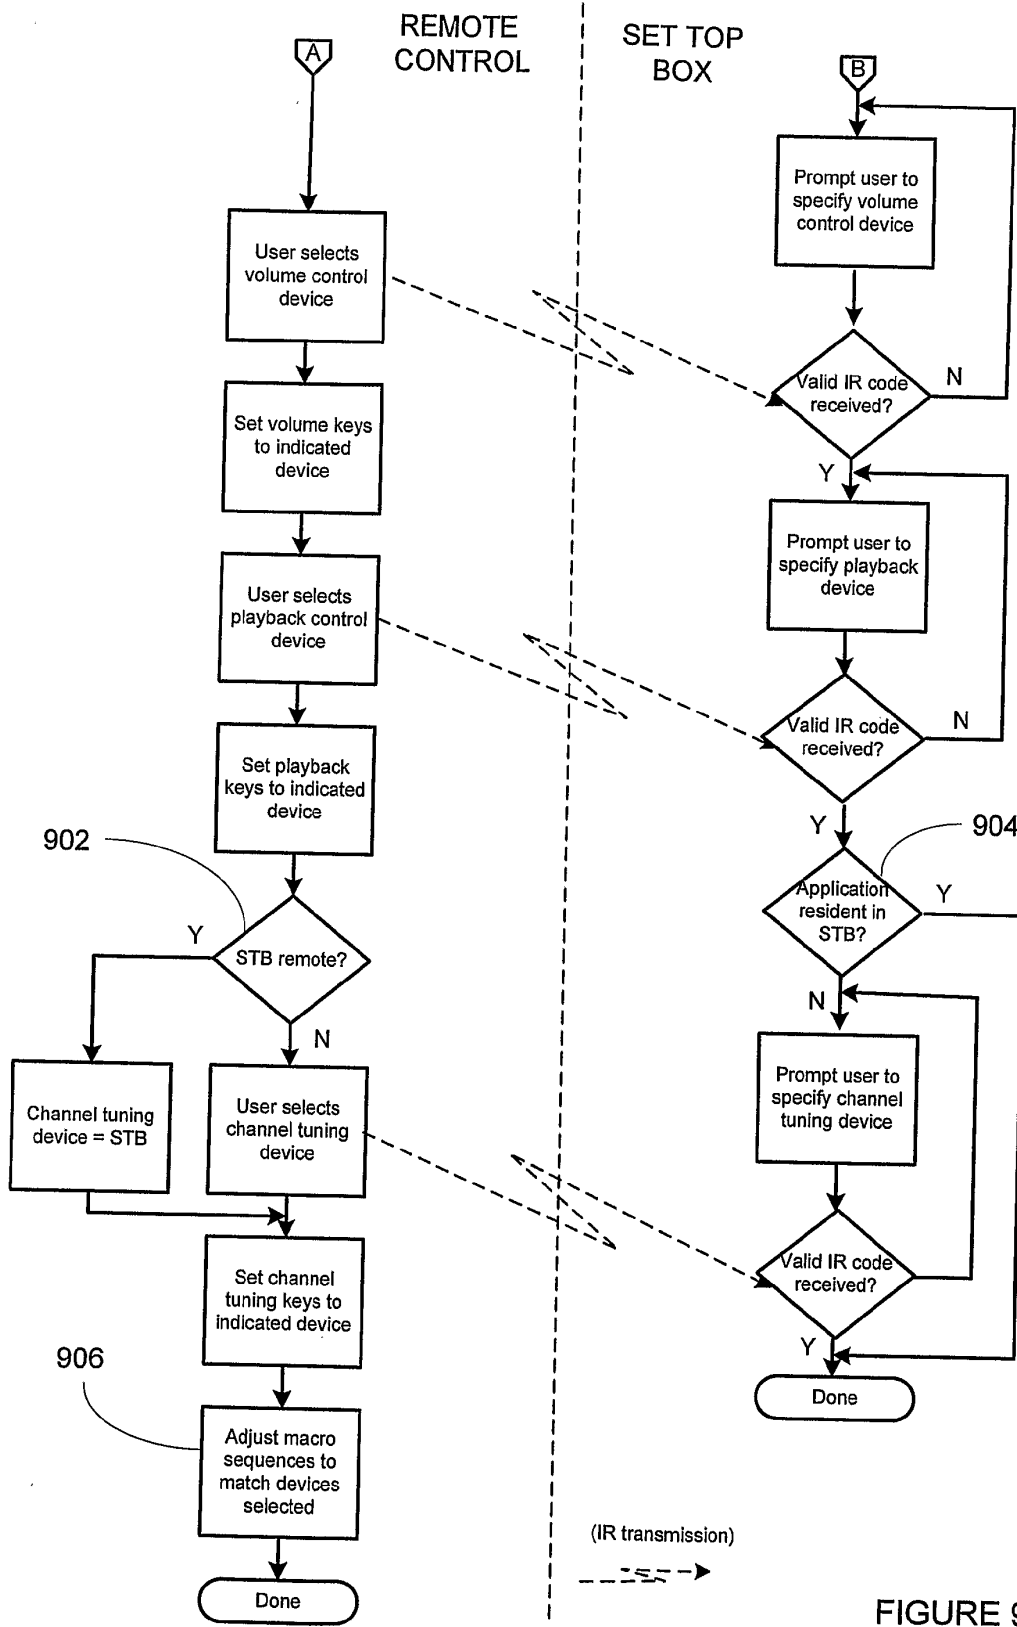 REMOTE
CONTROL
SET TOP
BOX
A
User selects
volume control
device
Set volume keys
to indicated
device
User selects
playback control
device
Set playback
keys to indicated
device
902
Y
STB remote?
N
Channel tuning
device = STB
User selects
channel tuning
device
Set channel
tuning keys to
indicated device
906
Adjust macro
sequences to
match devices
selected
Done
B
Prompt user to
specify volume
control device
Valid IR code
received?
N
Y
Prompt user to
specify playback
device
Valid IR code
received?
N
Y
904
Application
resident in
STB?
Y
N
Prompt user to
specify channel
tuning device
Valid IR code
received?
Y
Done
(IR transmission)
FIGURE 9